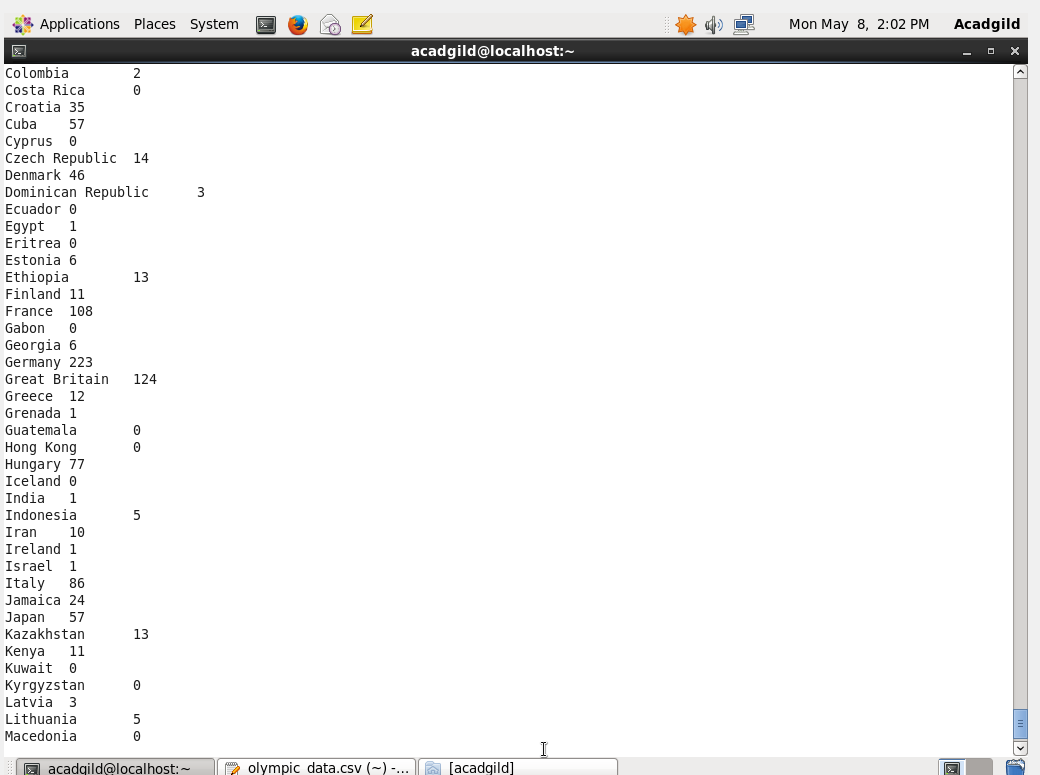 Applications Places System Mon May 8, 2:02 PM Acadgild
acadgild@localhost:~
Colombia 2
Costa Rica 0
Croatia 35
Cuba 57
Cyprus 0
Czech Republic 14
Denmark 46
Dominican Republic 3
Ecuador 0
Egypt 1
Eritrea 0
Estonia 6
Ethiopia 13
Finland 11
France 108
Gabon 0
Georgia 6
Germany 223
Great Britain 124
Greece 12
Grenada 1
Guatemala 0
Hong Kong 0
Hungary 77
Iceland 0
India 1
Indonesia 5
Iran 10
Ireland 1
Israel 1
Italy 86
Jamaica 24
Japan 57
Kazakhstan 13
Kenya 11
Kuwait 0
Kyrgyzstan 0
Latvia 3
Lithuania 5
Macedonia 0
acadgild@localhost:~ olympic_data.csv (~) -... [acadgild]